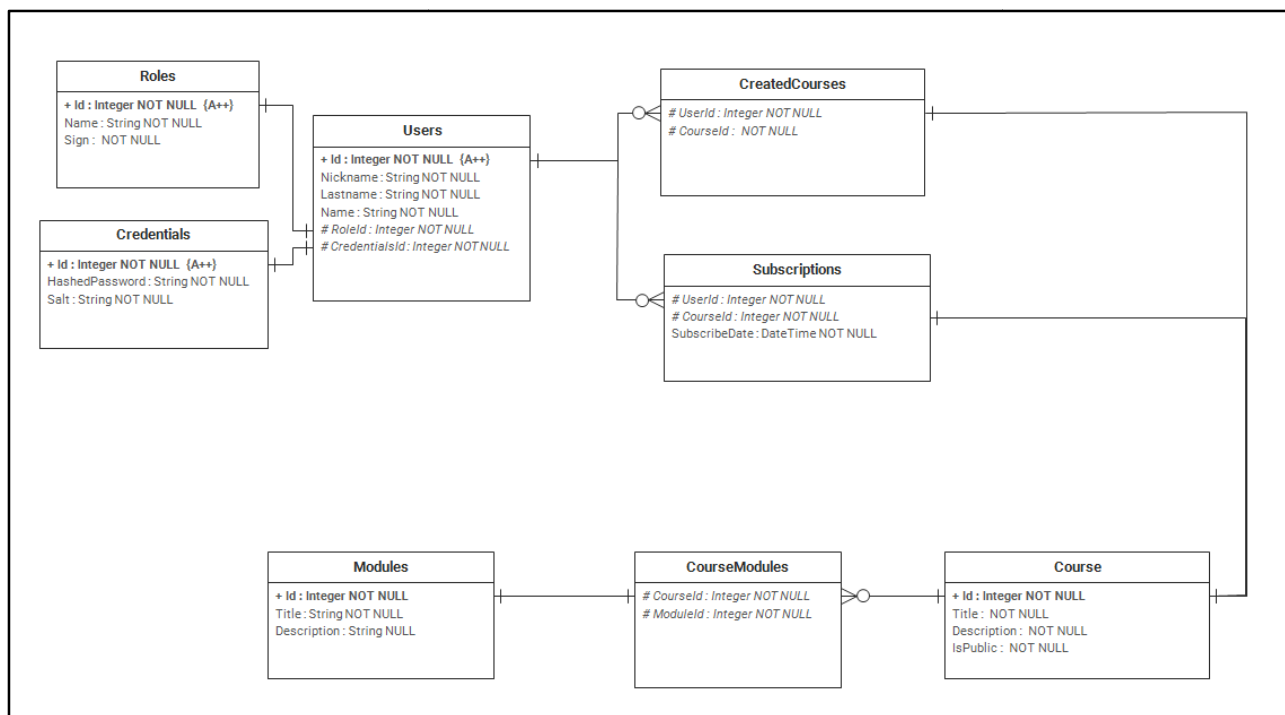 Roles
+ Id : Integer NOT NULL {A++}
Name : String NOT NULL
Sign : NOT NULL
Credentials
+ Id : Integer NOT NULL {A++}
HashedPassword : String NOT NULL
Salt : String NOT NULL
Users
+ Id : Integer NOT NULL {A++}
Nickname : String NOT NULL
Lastname : String NOT NULL
Name : String NOT NULL
# RoleId : Integer NOT NULL
# CredentialsId : Integer NOT NULL
CreatedCourses
# UserId : Integer NOT NULL
# CourseId : NOT NULL
Subscriptions
# UserId : Integer NOT NULL
# CourseId : Integer NOT NULL
SubscribeDate : DateTime NOT NULL
Modules
+ Id : Integer NOT NULL
Title : String NOT NULL
Description : String NULL
CourseModules
# CourseId : Integer NOT NULL
# ModuleId : Integer NOT NULL
Course
+ Id : Integer NOT NULL
Title : NOT NULL
Description : NOT NULL
IsPublic : NOT NULL